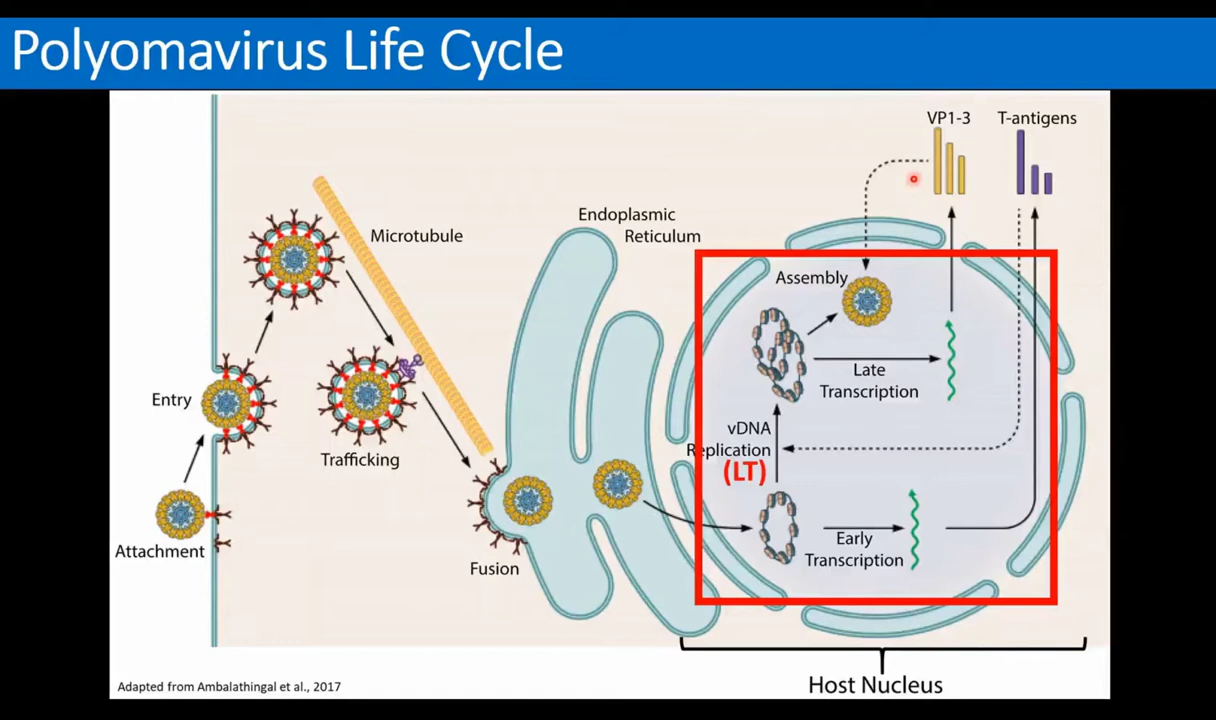 Polyomavirus Life Cycle
VP1-3
T-antigens
Endoplasmic
Reticulum
Microtubule
Assembly
Late
Transcription
Entry
vDNA
Replication
(LT)
Trafficking
Attachment
Early
Transcription
Fusion
Host Nucleus
Adapted from Ambalathingal et al., 2017